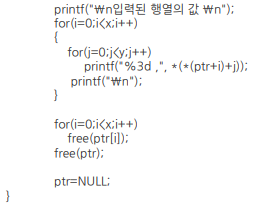 printf("₩n입력된 행열의 값 ₩n");
for(i=0;i<x;i++)
{
for(j=0;j<y;j++)
printf("%3d ,", *(*(ptr+i)+j));
printf("₩n");
}
for(i=0;i<x;i++)
free(ptr[i]);
free(ptr);
ptr=NULL;
}